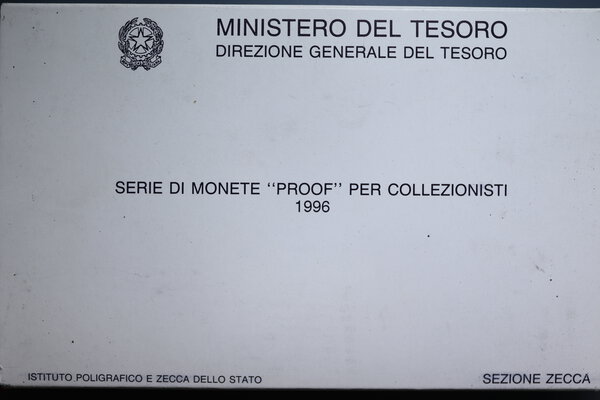 MINISTERO DEL TESORO
DIREZIONE GENERALE DEL TESORO
SERIE DI MONETE ‘‘PROOF’’ PER COLLEZIONISTI
1996
ISTITUTO POLIGRAFICO E ZECCA DELLO STATO
SEZIONE ZECCA